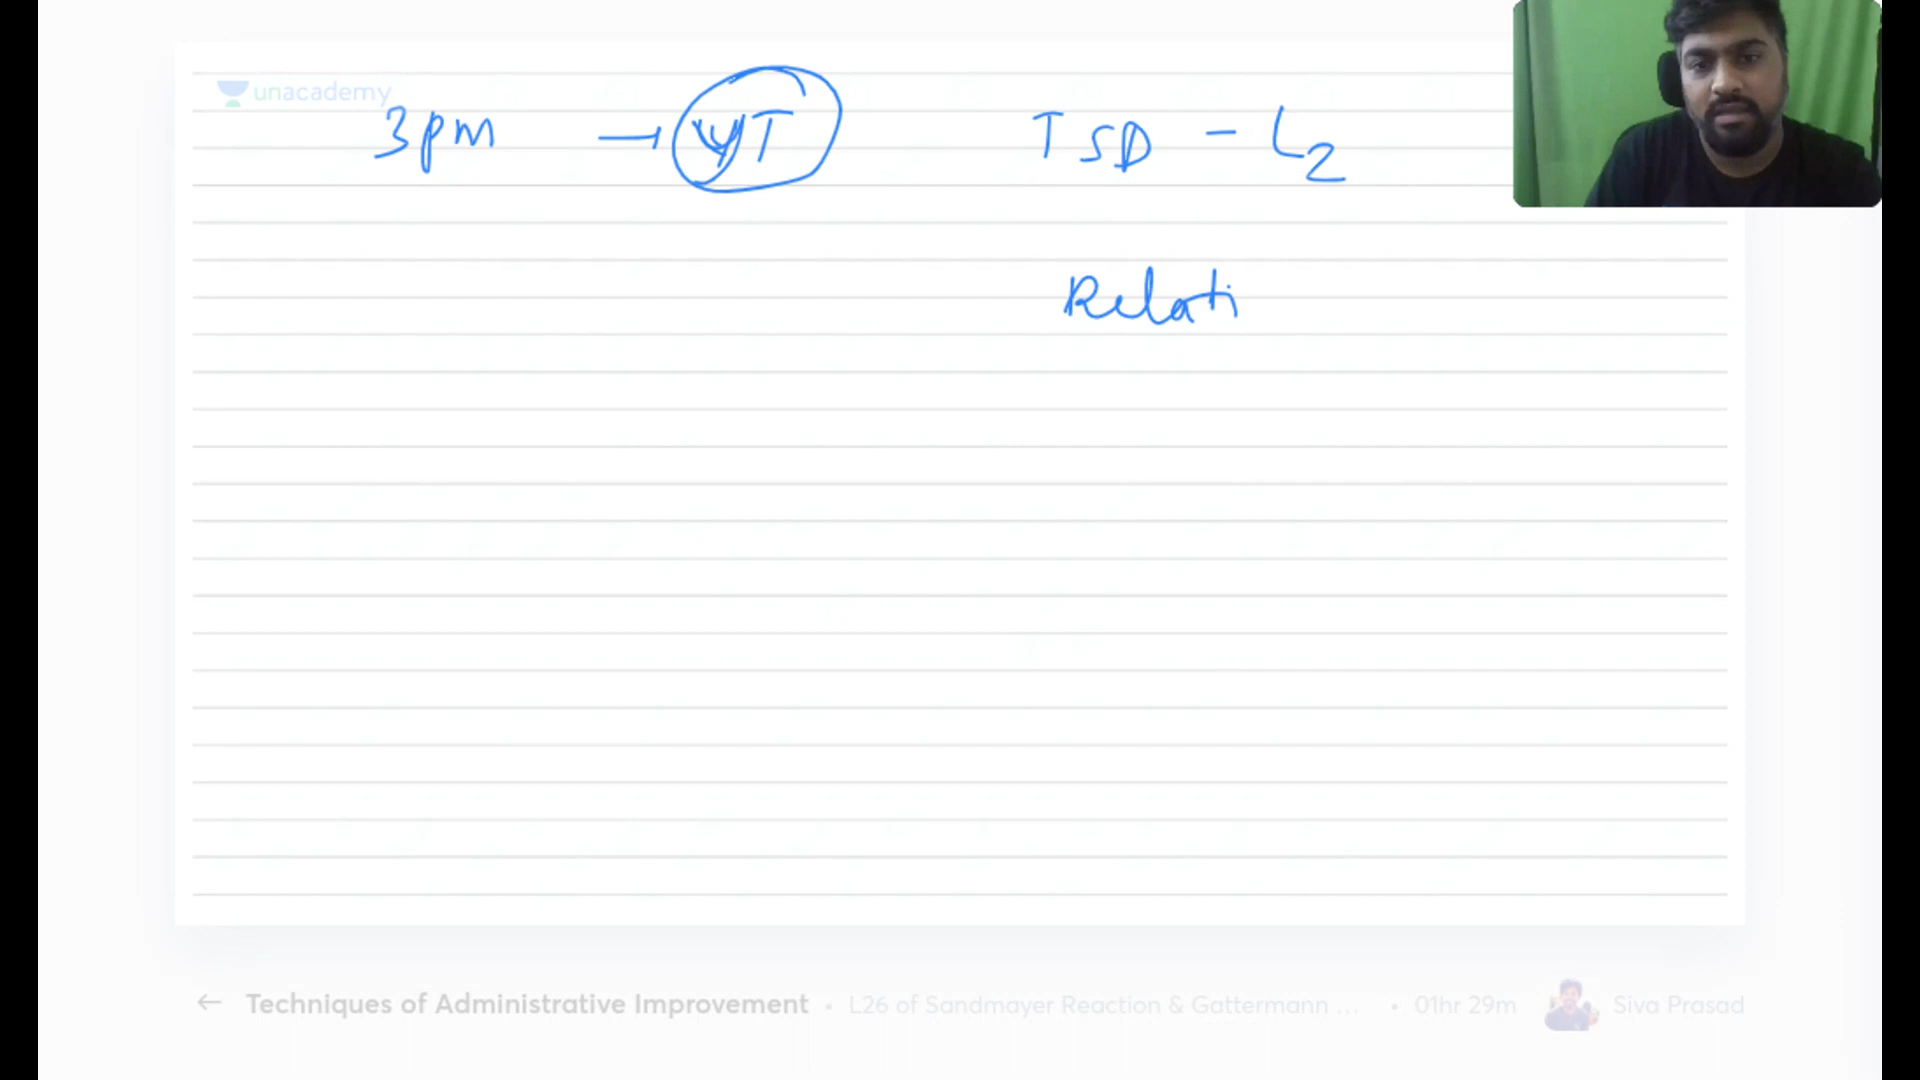 unacademy
3pm → YT TSD - L2
Relati
← Techniques of Administrative Improvement • L26 of Sandmayer Reaction & Gattermann ... • 01hr 29m Siva Prasad